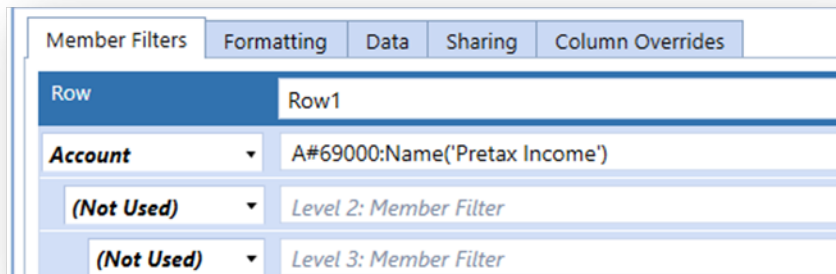 Member Filters Formatting Data Sharing Column Overrides
Row Row1
Account A#69000:Name('Pretax Income')
(Not Used) Level 2: Member Filter
(Not Used) Level 3: Member Filter